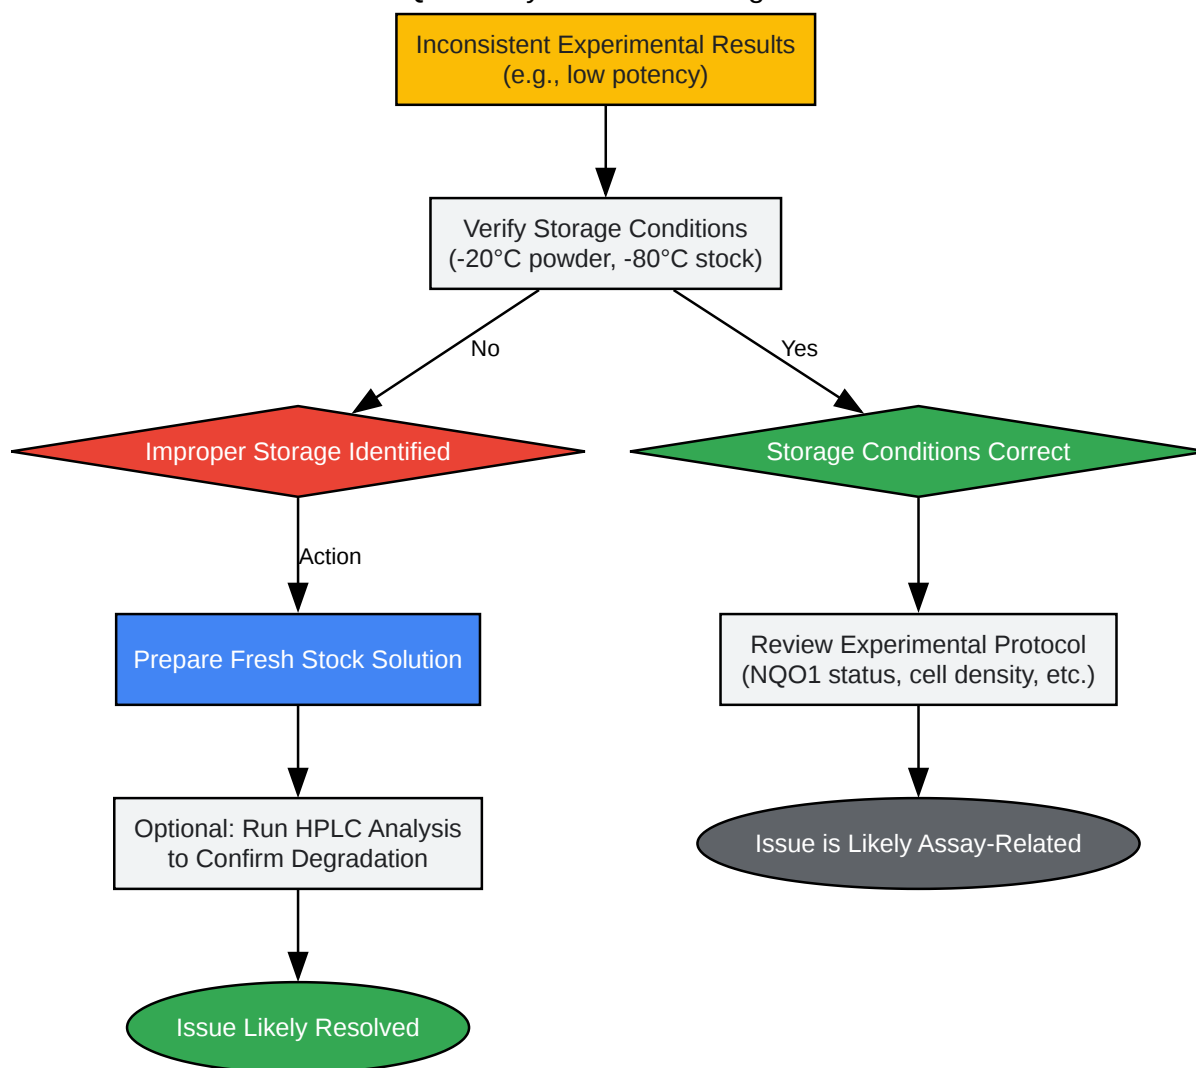 Inconsistent Experimental Results
(e.g., low potency)
Verify Storage Conditions
(-20°C powder, -80°C stock)
No
Yes
Improper Storage Identified
Storage Conditions Correct
Action
Prepare Fresh Stock Solution
Review Experimental Protocol
(NQO1 status, cell density, etc.)
Optional: Run HPLC Analysis
to Confirm Degradation
Issue is Likely Assay-Related
Issue Likely Resolved